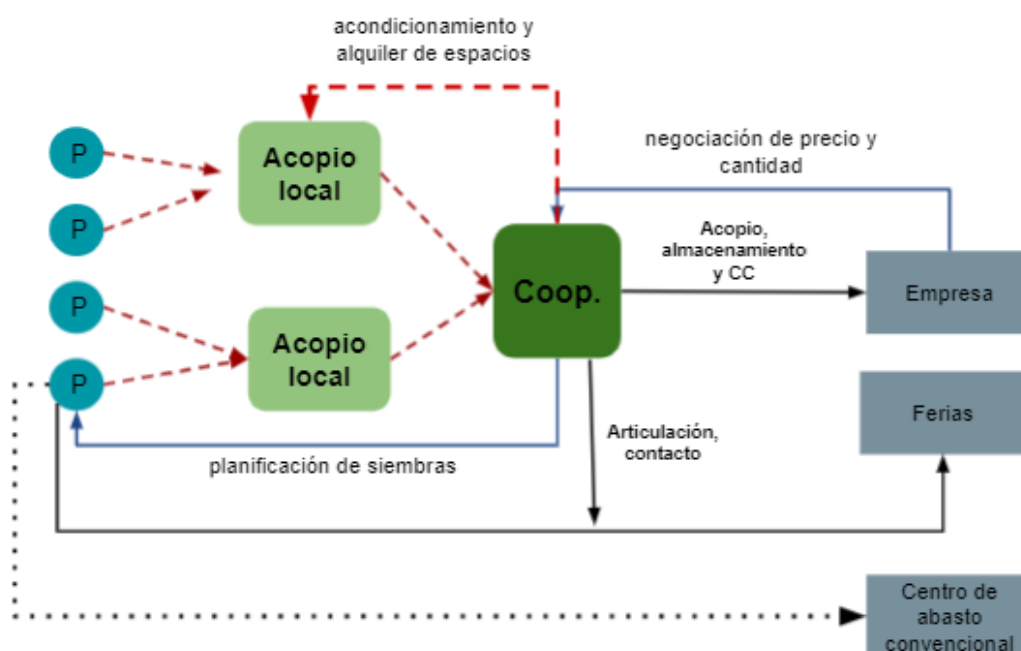 acondicionamiento y
alquiler de espacios
negociación de precio y
cantidad
P
P
P
P
Acopio
local
Acopio
local
Coop.
Acopio,
almacenamiento
y CC
Empresa
Ferias
Articulación,
contacto
planificación de siembras
Centro de
abasto
convencional